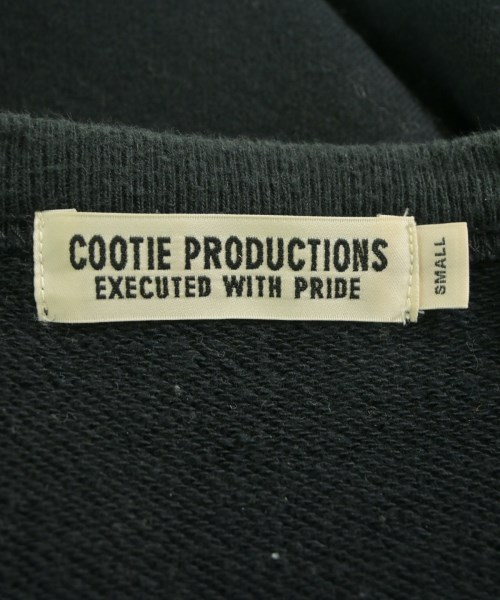 COOTIE PRODUCTIONS
EXECUTED WITH PRIDE
SMALL